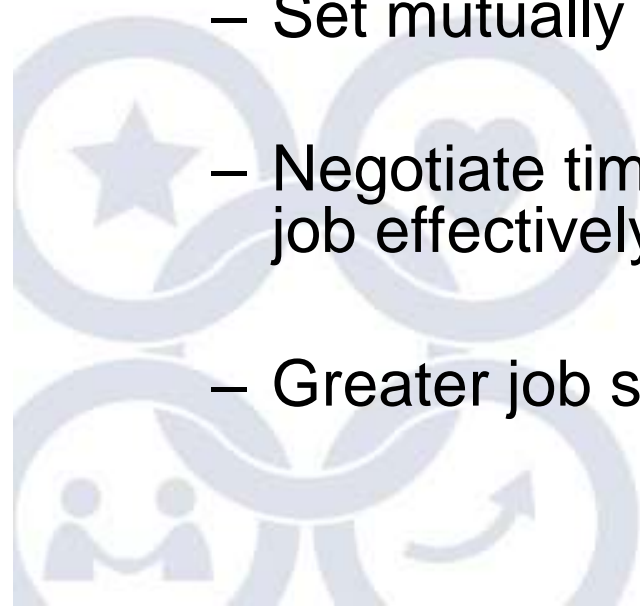 – Set mutually
– Negotiate tim
job effectively
– Greater job s